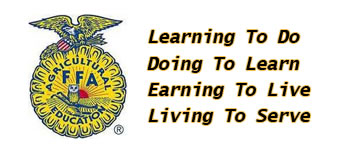 AGRICULTURAL
FFA
EDUCATION
®
Learning To Do
Doing To Learn
Earning To Live
Living To Serve